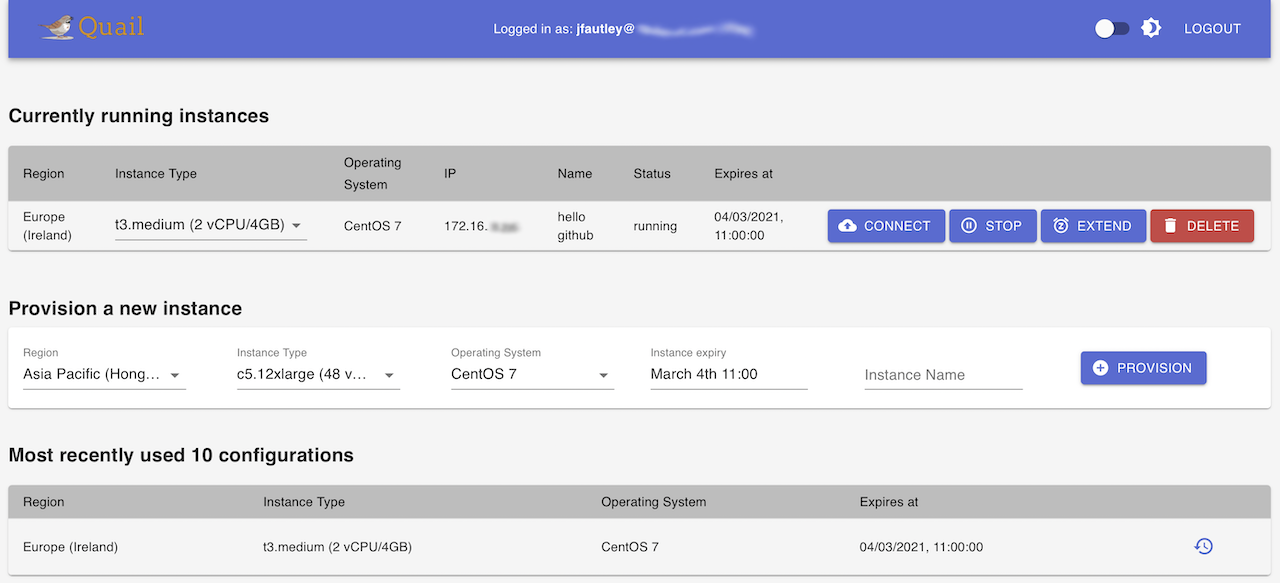 Quail
Logged in as: jfautley@
LOGOUT
Currently running instances
Region Instance Type Operating System IP Name Status Expires at
Europe (Ireland) t3.medium (2 vCPU/4GB) CentOS 7 172.16. hello github running 04/03/2021, 11:00:00 CONNECT STOP EXTEND DELETE
Provision a new instance
Region Instance Type Operating System Instance expiry
Asia Pacific (Hong... c5.12xlarge (48 v... CentOS 7 March 4th 11:00 Instance Name PROVISION
Most recently used 10 configurations
Region Instance Type Operating System Expires at
Europe (Ireland) t3.medium (2 vCPU/4GB) CentOS 7 04/03/2021, 11:00:00